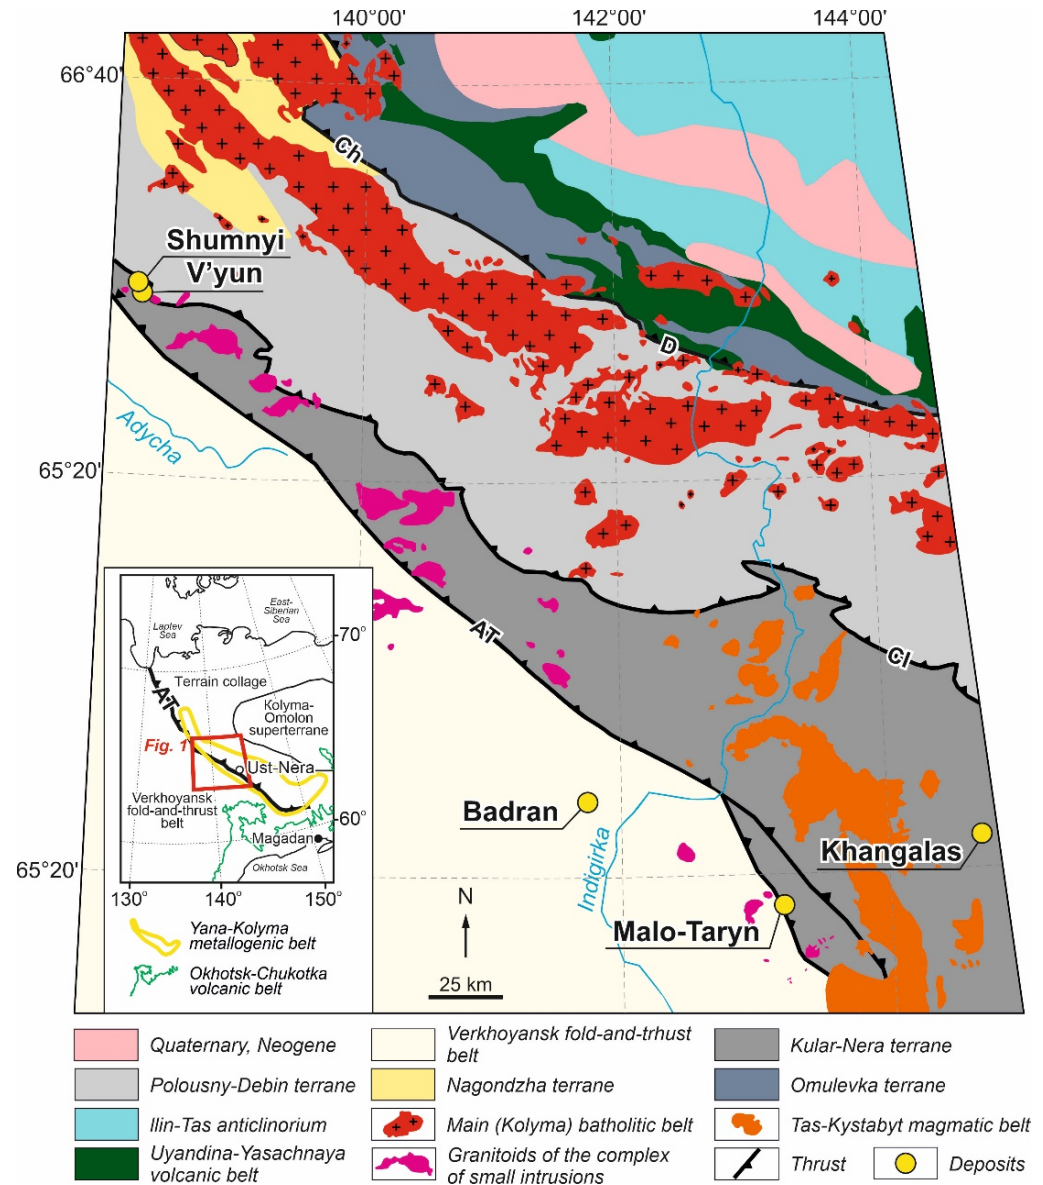 140°00' 142°00' 144°00'
66°40'
Ch
Shumnyi
V’yun
D
Adycha
65°20'
AT
Cl
East-
Siberian
Sea
Laptev
Sea
70°
Terrain collage
AT
Kolyma-
Omolon
superterrane
Fig. 1
Ust-Nera
Verkhoyansk
fold-and-thrust
belt
60°
Magadan
Okhotsk Sea
130° 140° 150°
Yana-Kolyma
metallogenic belt
Okhotsk-Chukotka
volcanic belt
Badran
Khangalas
65°20'
Indigirka
N
Malo-Taryn
25 km
Quaternary, Neogene
Verkhoyansk fold-and-trhust
belt
Kular-Nera terrane
Polousny-Debin terrane
Nagondzha terrane
Omulevka terrane
Ilin-Tas anticlinorium
Main (Kolyma) batholitic belt
Tas-Kystabyt magmatic belt
Uyandina-Yasachnaya
volcanic belt
Granitoids of the complex
of small intrusions
Thrust
Deposits